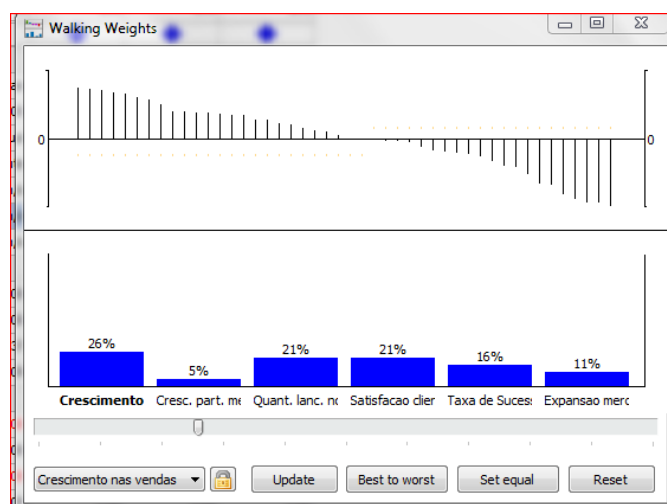 Walking Weights
0 0
26% 5% 21% 21% 16% 11%
Crescimento Cresc. part. me Quant. lanc. no Satisfacao clier Taxa de Sucess Expansao merc
Crescimento nas vendas Update Best to worst Set equal Reset